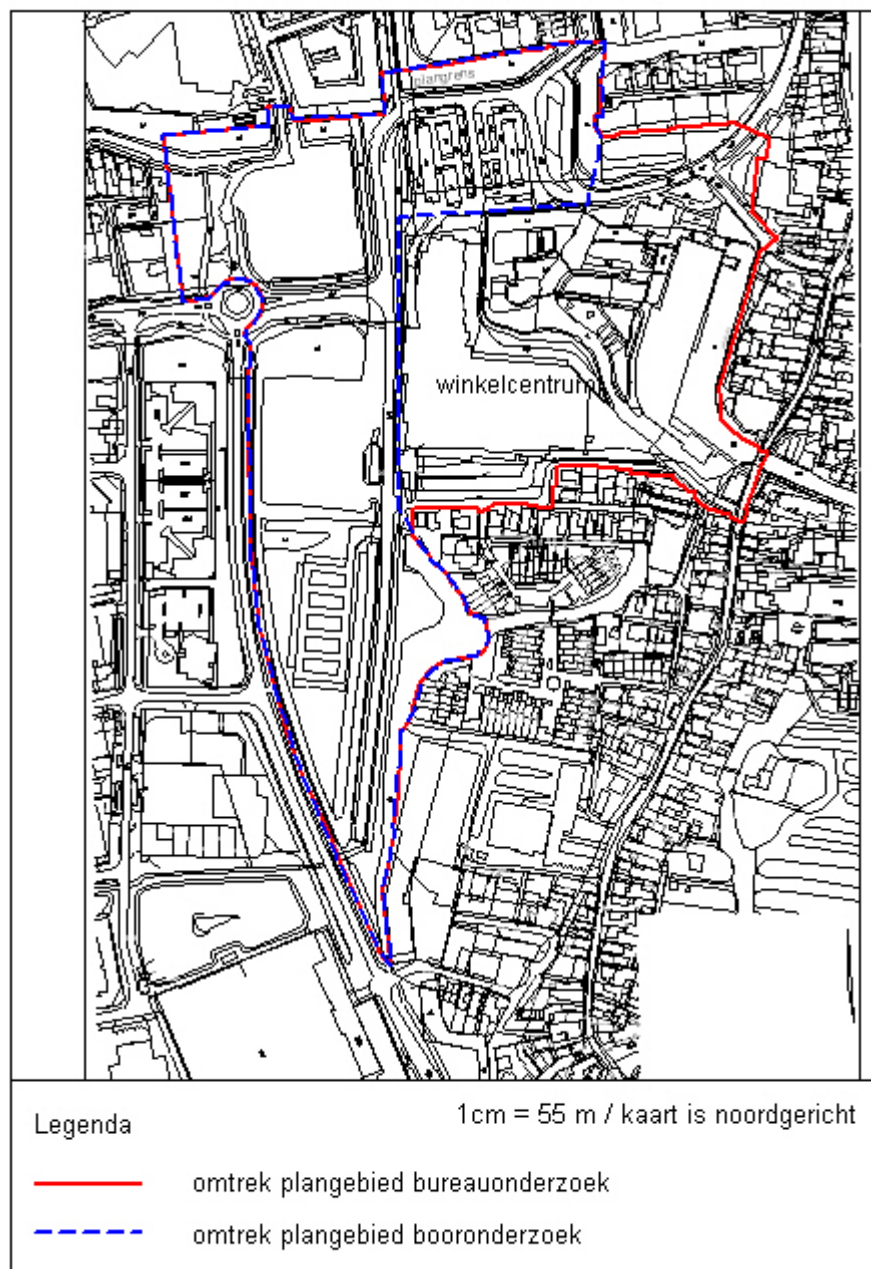 plangrens
winkelcentrum
Legenda
1cm = 55 m / kaart is noordgericht
omtrek plangebied bureauonderzoek
omtrek plangebied booronderzoek